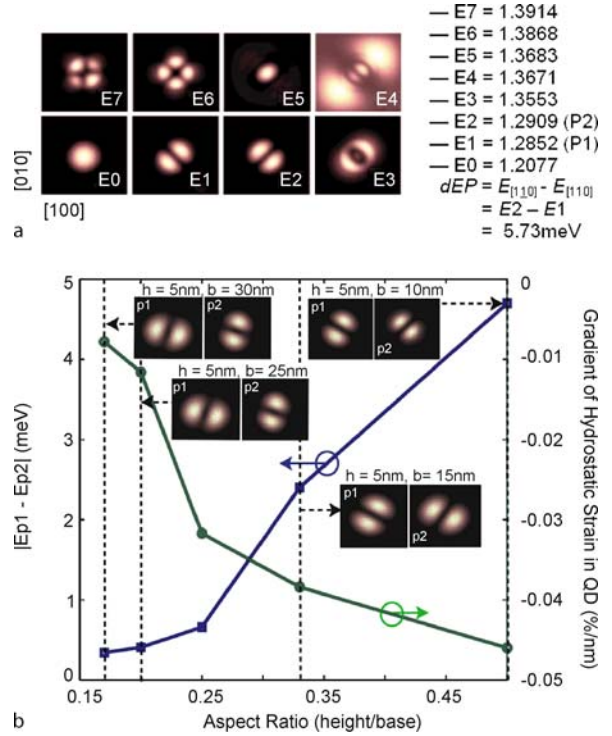 a
E7
E6
E5
E4
E0
E1
E2
E3
[010]
[100]
— E7 = 1.3914
— E6 = 1.3868
— E5 = 1.3683
— E4 = 1.3671
— E3 = 1.3553
— E2 = 1.2909 (P2)
— E1 = 1.2852 (P1)
— E0 = 1.2077
dEP = E[110] - E[110]
= E2 – E1
= 5.73meV
b
5
4
3
2
1
0
|Ep1 - Ep2| (meV)
h = 5nm, b = 30nm
p1
p2
h = 5nm, b = 10nm
p1
p2
h = 5nm, b= 25nm
p1
p2
h = 5nm, b= 15nm
p1
p2
0
-0.01
-0.02
-0.03
-0.04
-0.05
Gradient of Hydrostatic Strain in QD (%/nm)
0.15
0.25
0.35
0.45
Aspect Ratio (height/base)